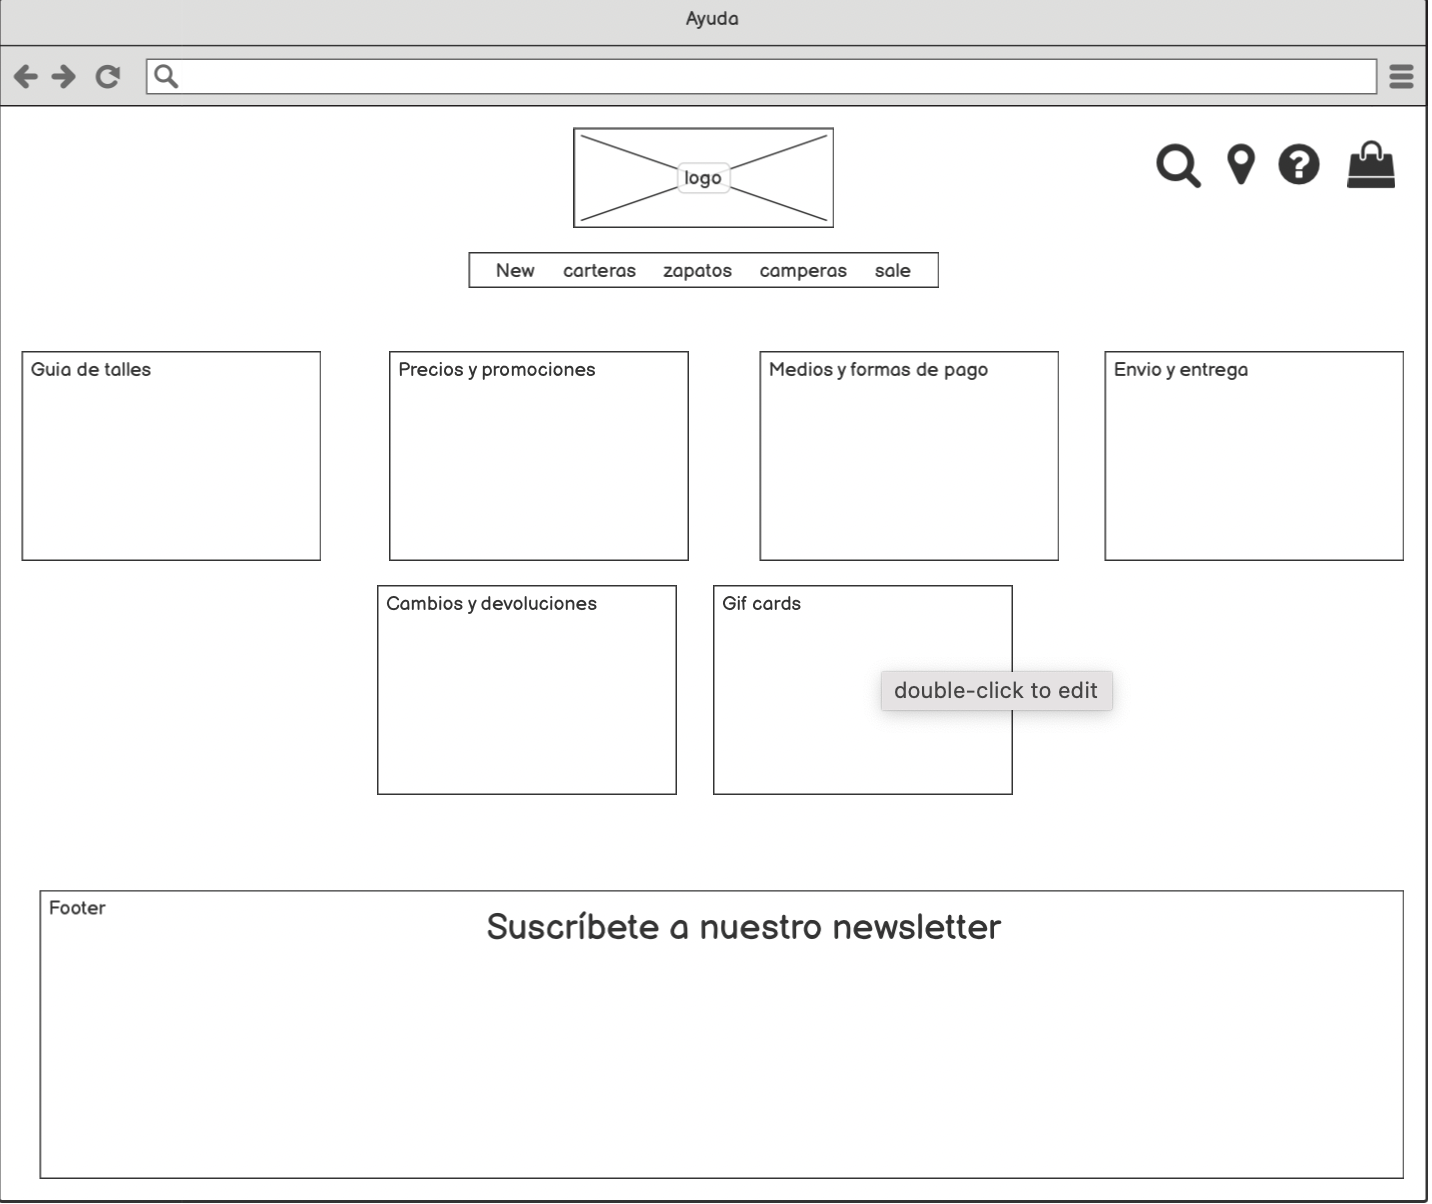 Ayuda
logo
New carteras zapatos camperas sale
Guia de talles
Precios y promociones
Medios y formas de pago
Envio y entrega
Cambios y devoluciones
Gif cards
double-click to edit
Footer
Suscríbete a nuestro newsletter